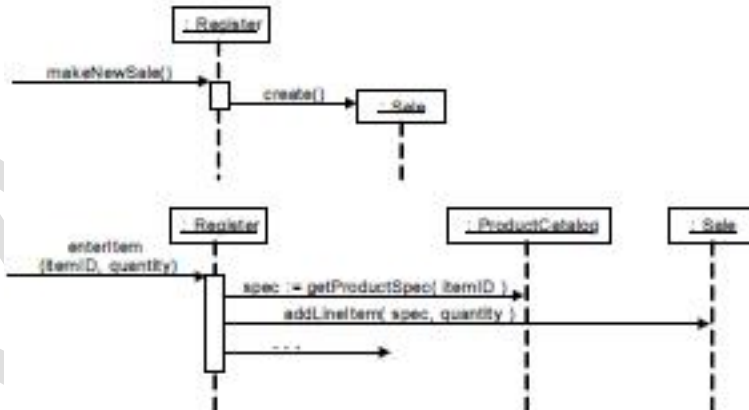 : Register
makeNewSale()
create()
: Sale
: Register
: ProductCatalog
: Sale
enterItem
(itemID, quantity)
spec := getProductSpec( itemID )
addLineItem( spec, quantity )
...